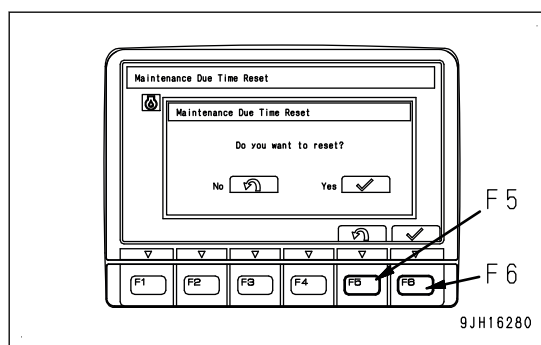 Maintenance Due Time Reset
Maintenance Due Time Reset
Do you want to reset?
No Yes
F5
F1 F2 F3 F4 F5 F6
F6
9JH16280